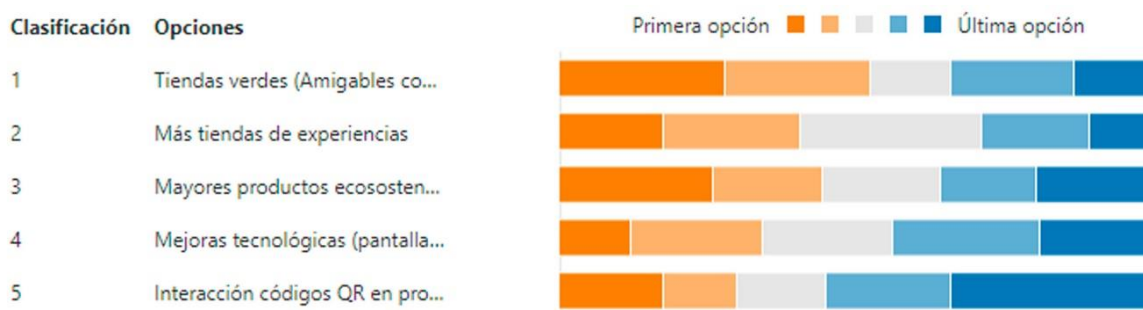 Clasificación Opciones Primera opción Última opción
1 Tiendas verdes (Amigables co...
2 Más tiendas de experiencias
3 Mayores productos ecososten...
4 Mejoras tecnológicas (pantalla...
5 Interacción códigos QR en pro...